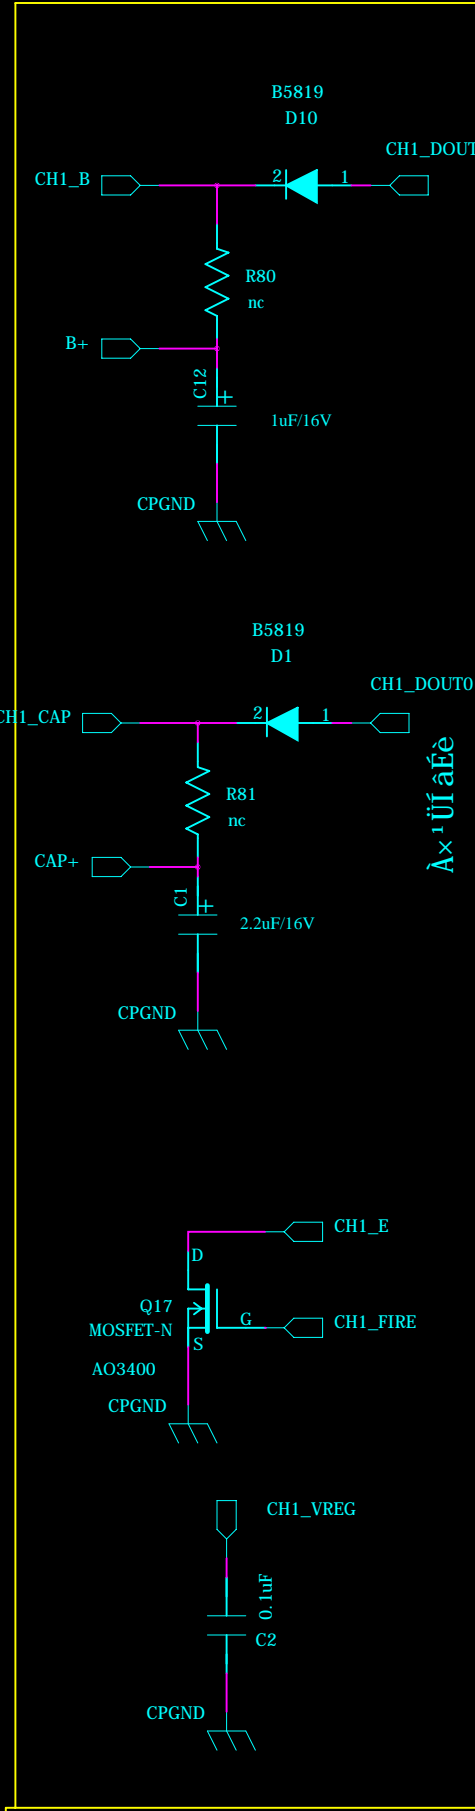 B5819
D10
CH1_DOUT
CH1_B
2
1
R80
nc
B+
C12
+
1uF/16V
CPGND
B5819
D1
CH1_DOUT0
CH1_CAP
2
1
R81
nc
À×¹ÜÍâÉè
CAP+
C1
+
2.2uF/16V
CPGND
CH1_E
D
Q17
MOSFET-N
G
CH1_FIRE
S
AO3400
CPGND
CH1_VREG
0.1uF
C2
CPGND